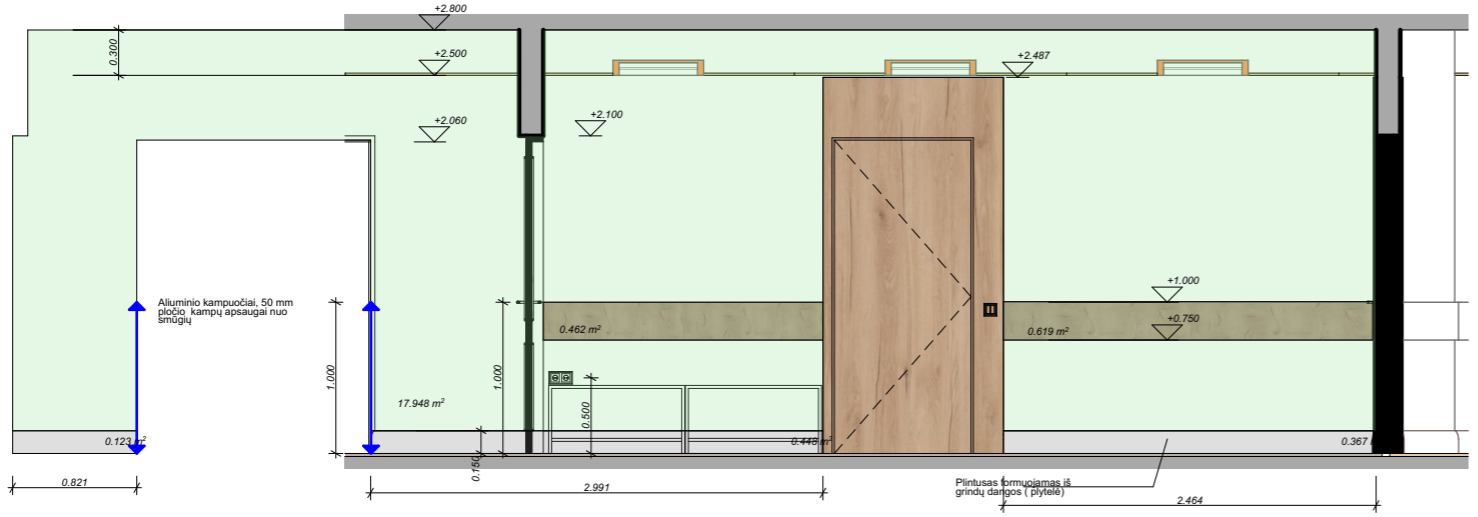 +2.800
0.300
+2.500
+2.487
+2.060
+2.100
+1.000
Aliuminio kampuočiai, 50 mm
pločio kampų apsaugai nuo
smūgių
0.462 m²
0.619 m²
+0.750
1.000
1.000
0.500
17.948 m²
0.123 m²
0.448 m²
0.367
0.150
0.821
2.991
Plintusas formuojamas iš
grindų dangos ( plytelė)
2.464